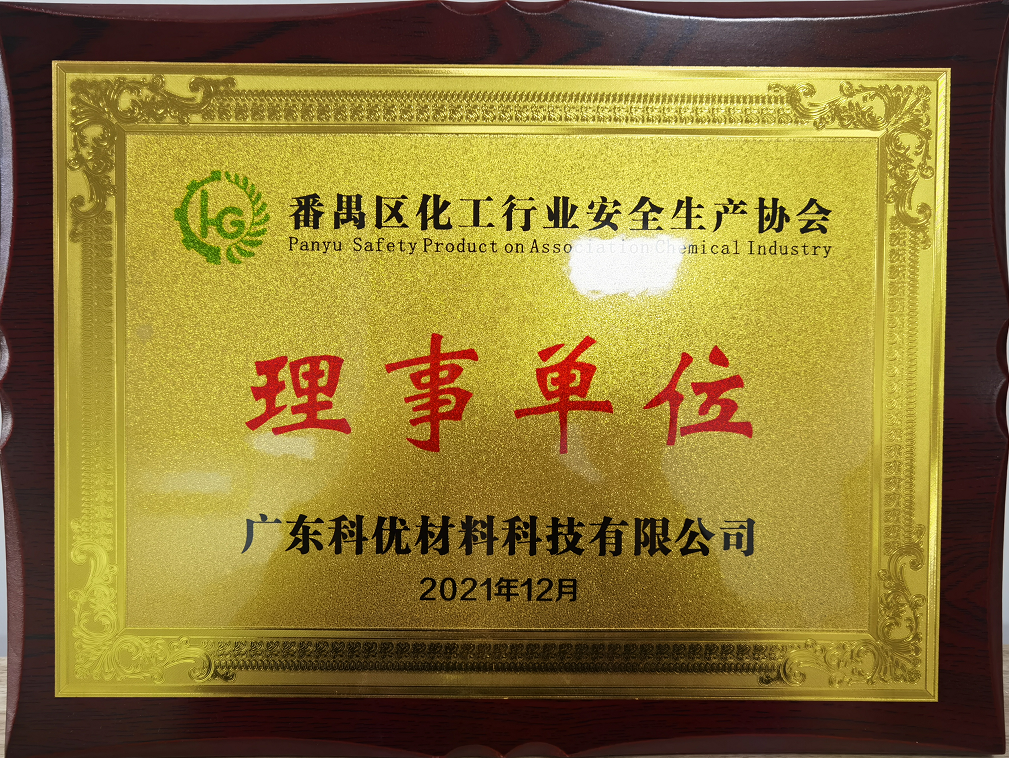 HG
番禺区化工行业安全生产协会
Panyu Safety Product on Association Chemical Industry
理事单位
广东科优材料科技有限公司
2021年12月